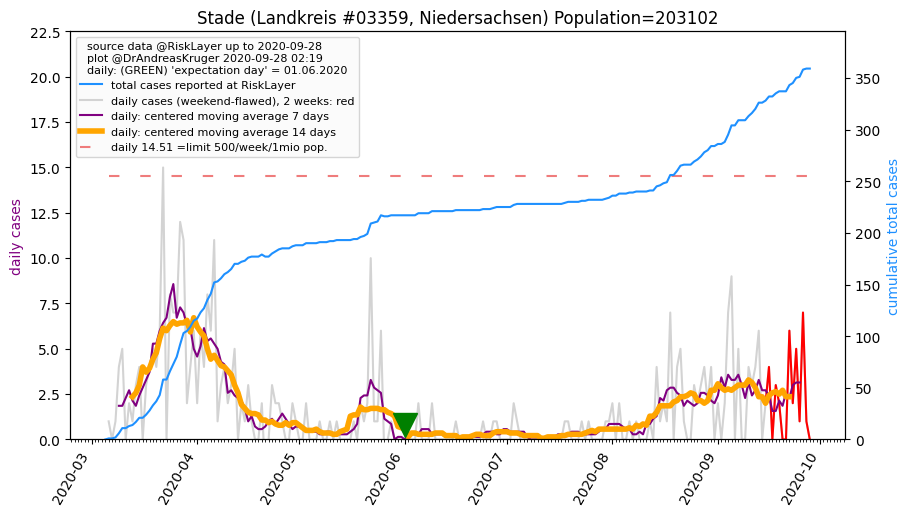 Stade (Landkreis #03359, Niedersachsen) Population=203102
source data @RiskLayer up to 2020-09-28
plot @DrAndreasKruger 2020-09-28 02:19
daily: (GREEN) 'expectation day' = 01.06.2020
total cases reported at RiskLayer
daily cases (weekend-flawed), 2 weeks: red
daily: centered moving average 7 days
daily: centered moving average 14 days
daily 14.51 =limit 500/week/1mio pop.
daily cases
22.5
20.0
17.5
15.0
12.5
10.0
7.5
5.0
2.5
0.0
cumulative total cases
350
300
250
200
150
100
50
0
2020-03
2020-04
2020-05
2020-06
2020-07
2020-08
2020-09
2020-10